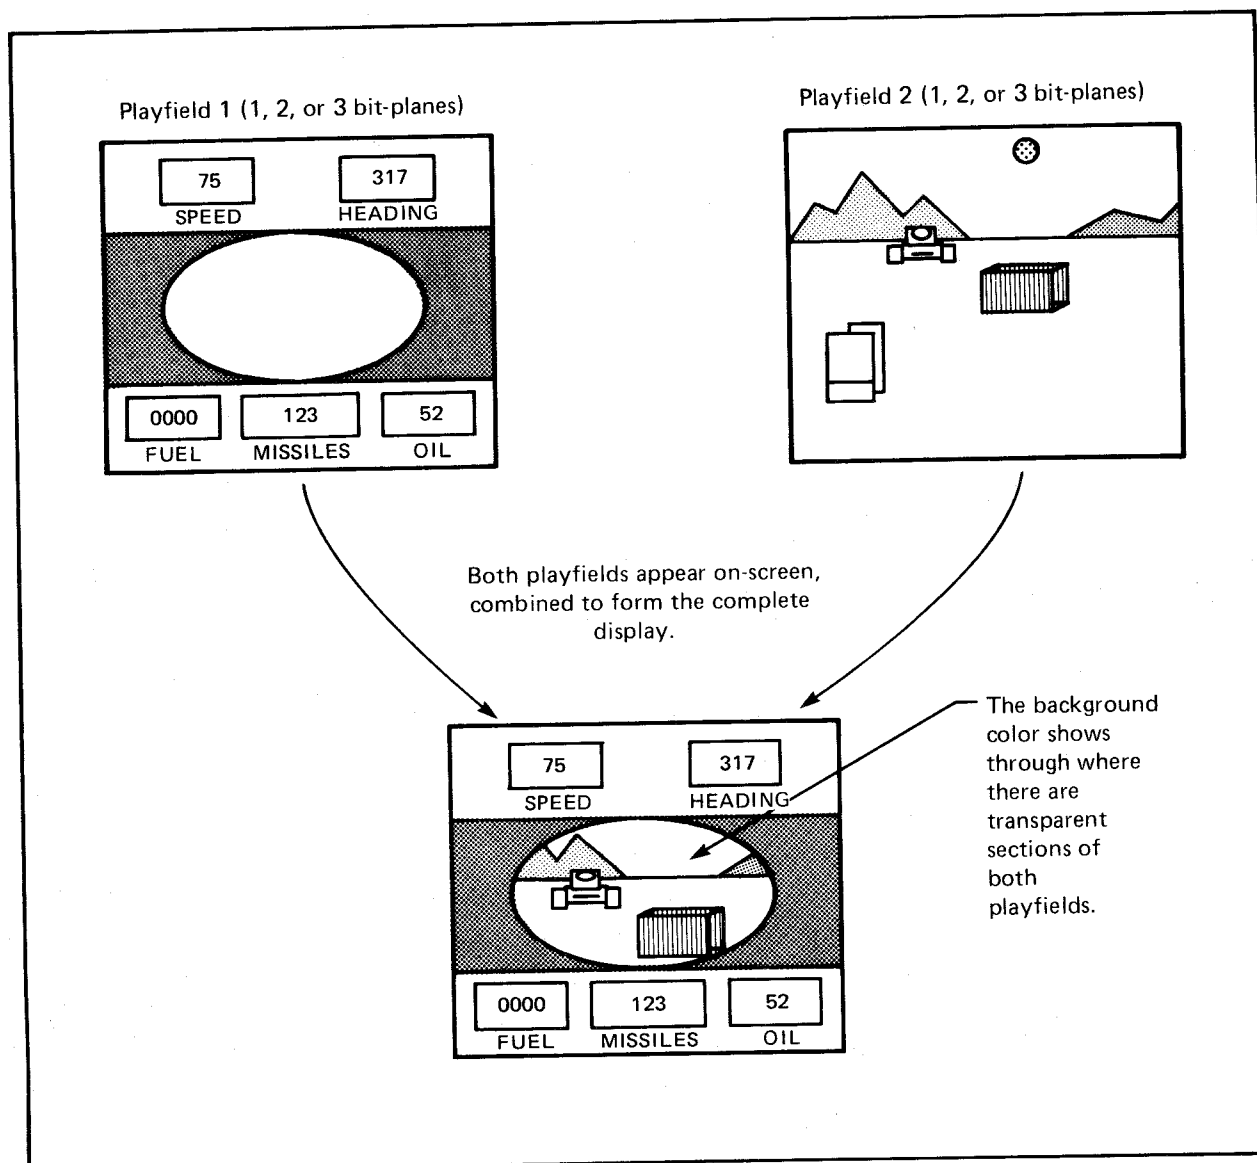 Playfield 1 (1, 2, or 3 bit-planes)
75
317
SPEED
HEADING
0000
123
52
FUEL
MISSILES
OIL
Playfield 2 (1, 2, or 3 bit-planes)
Both playfields appear on-screen,
combined to form the complete
display.
75
317
SPEED
HEADING
0000
123
52
FUEL
MISSILES
OIL
The background
color shows
through where
there are
transparent
sections of
both
playfields.